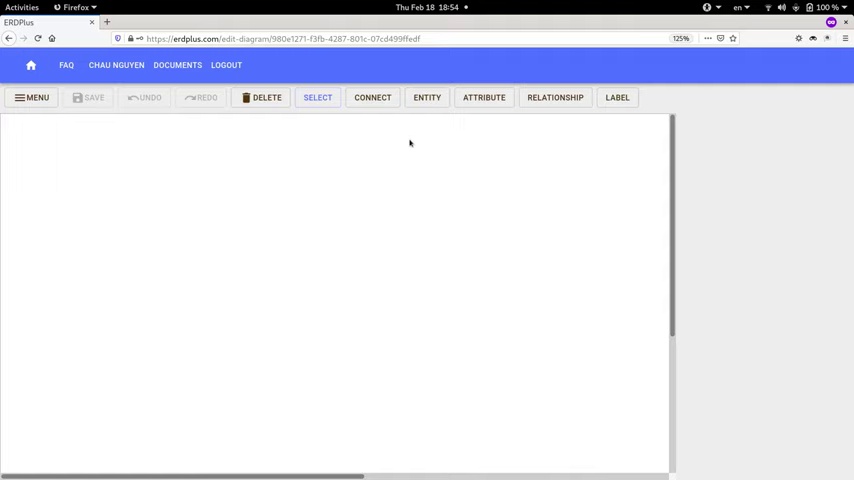 Activities Firefox Thu Feb 18 18:54 en 100 %
ERDPlus
https://erdplus.com/edit-diagram/980e1271-f3fb-4287-801c-07cd499ffedf 125%
FAQ CHAU NGUYEN DOCUMENTS LOGOUT
MENU SAVE UNDO REDO DELETE SELECT CONNECT ENTITY ATTRIBUTE RELATIONSHIP LABEL